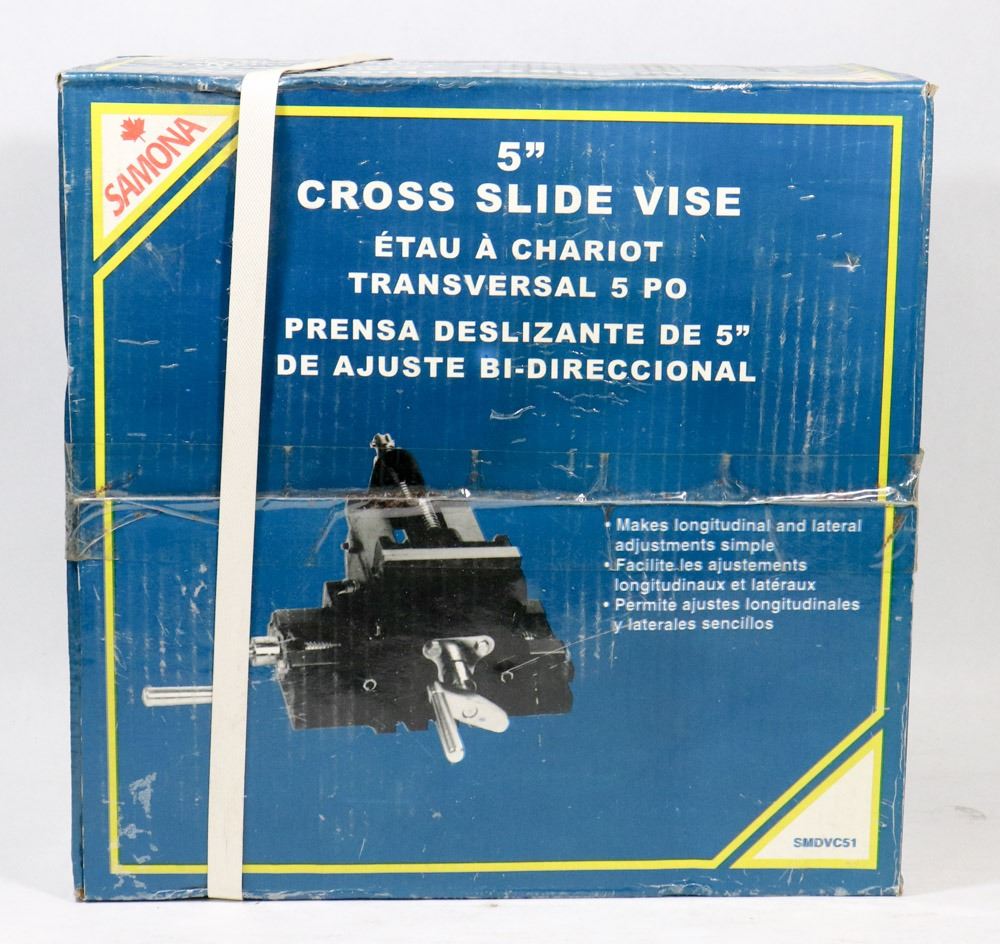 SAMONA
5”
CROSS SLIDE VISE
ÉTAU À CHARIOT
TRANSVERSAL 5 PO
PRENSA DESLIZANTE DE 5”
DE AJUSTE BI-DIRECCIONAL
• Makes longitudinal and lateral
adjustments simple
• Facilite les ajustements
longitudinaux et latéraux
• Permite ajustes longitudinales
y laterales sencillos
SMDVC51